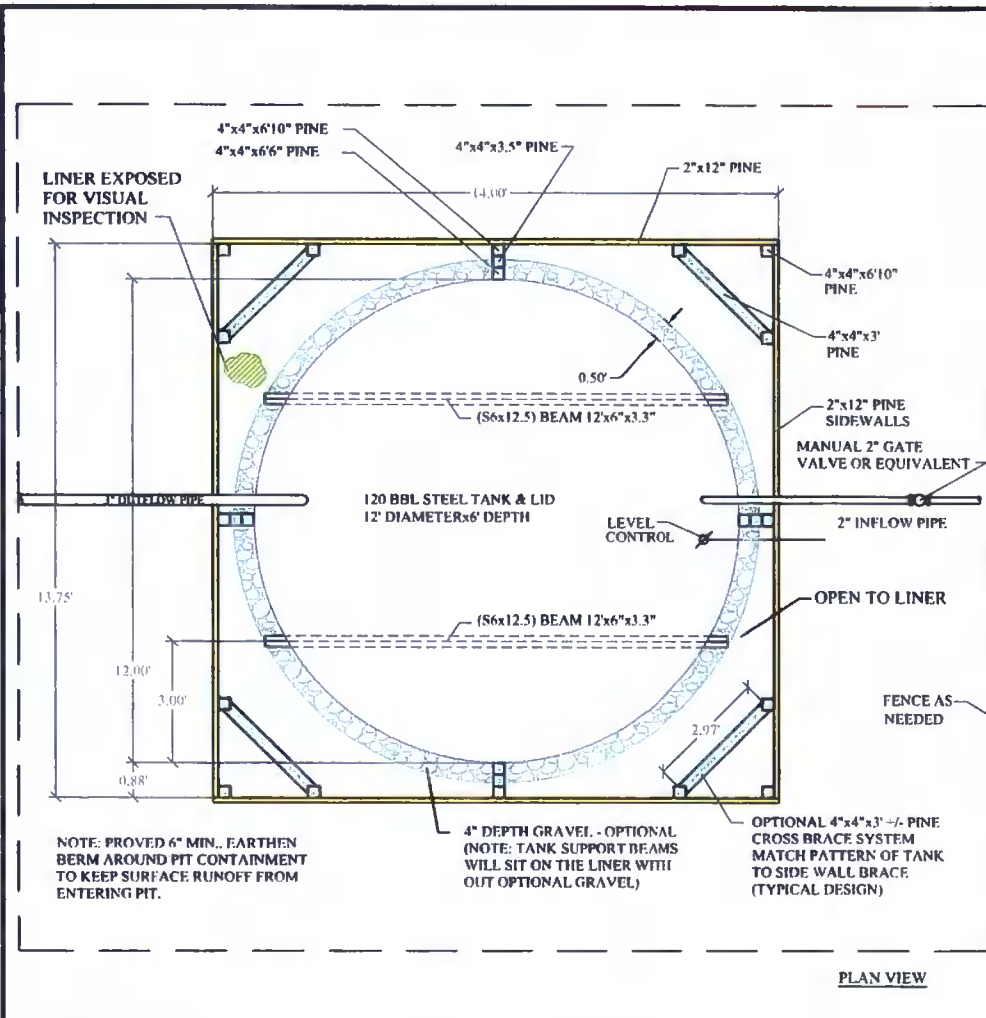 4"x4"x6'10" PINE
4"x4"x6'6" PINE
4"x4"x3.5" PINE
2"x12" PINE
LINER EXPOSED
FOR VISUAL
INSPECTION
14.00'
4"x4"x6'10"
PINE
4"x4"x3'
PINE
0.50'
(S6x12.5) BEAM 12'x6"x3.3"
2"x12" PINE
SIDEWALLS
MANUAL 2" GATE
VALVE OR EQUIVALENT
OUTFLOW PIPE
120 BBL STEEL TANK & LID
12' DIAMETERx6' DEPTH
LEVEL
CONTROL
2" INFLOW PIPE
13.75'
OPEN TO LINER
(S6x12.5) BEAM 12'x6"x3.3"
12.00'
3.00'
2.97'
FENCE AS
NEEDED
0.88'
NOTE: PROVED 6" MIN.. EARTHEN
BERM AROUND PIT CONTAINMENT
TO KEEP SURFACE RUNOFF FROM
ENTERING PIT.
4" DEPTH GRAVEL - OPTIONAL
(NOTE: TANK SUPPORT BEAMS
WILL SIT ON THE LINER WITH
OUT OPTIONAL GRAVEL)
OPTIONAL 4"x4"x3' +/- PINE
CROSS BRACE SYSTEM
MATCH PATTERN OF TANK
TO SIDE WALL BRACE
(TYPICAL DESIGN)
PLAN VIEW